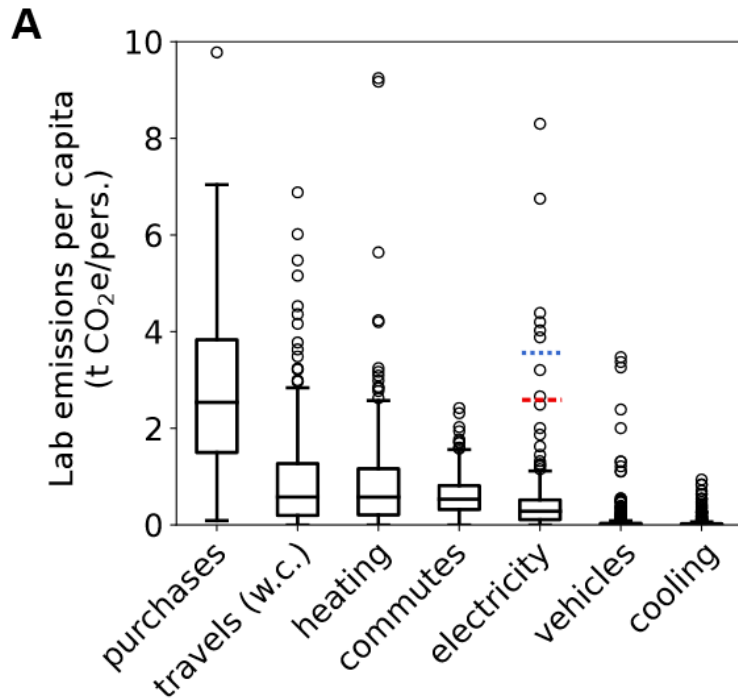 A
Lab emissions per capita
(t CO₂e/pers.)
10
8
6
4
2
0
purchases
travels (w.c.)
heating
commutes
electricity
vehicles
cooling